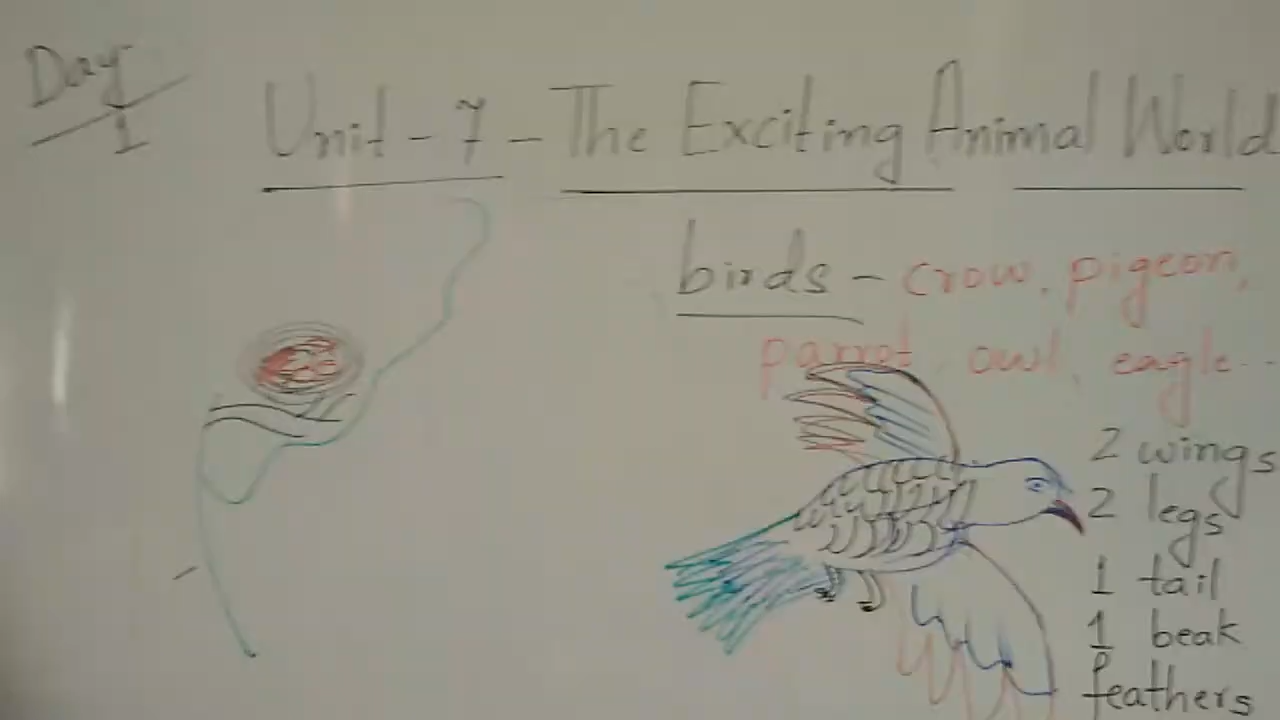 Day
1
Unit - 7 - The Exciting Animal World
birds - crow, pigeon,
parrot, owl, eagle...
2 wings
2 legs
1 tail
1 beak
feathers